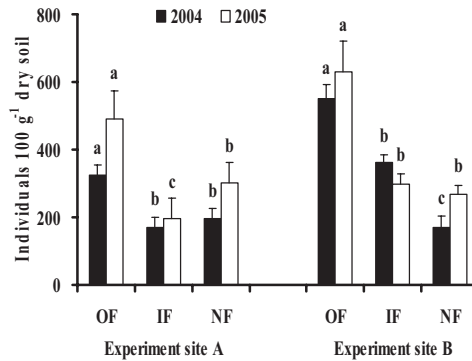 2004 2005
Individuals 100 g⁻¹ dry soil
800
600
400
200
0
a a b c b b
a a b b c b
OF IF NF OF IF NF
Experiment site A Experiment site B